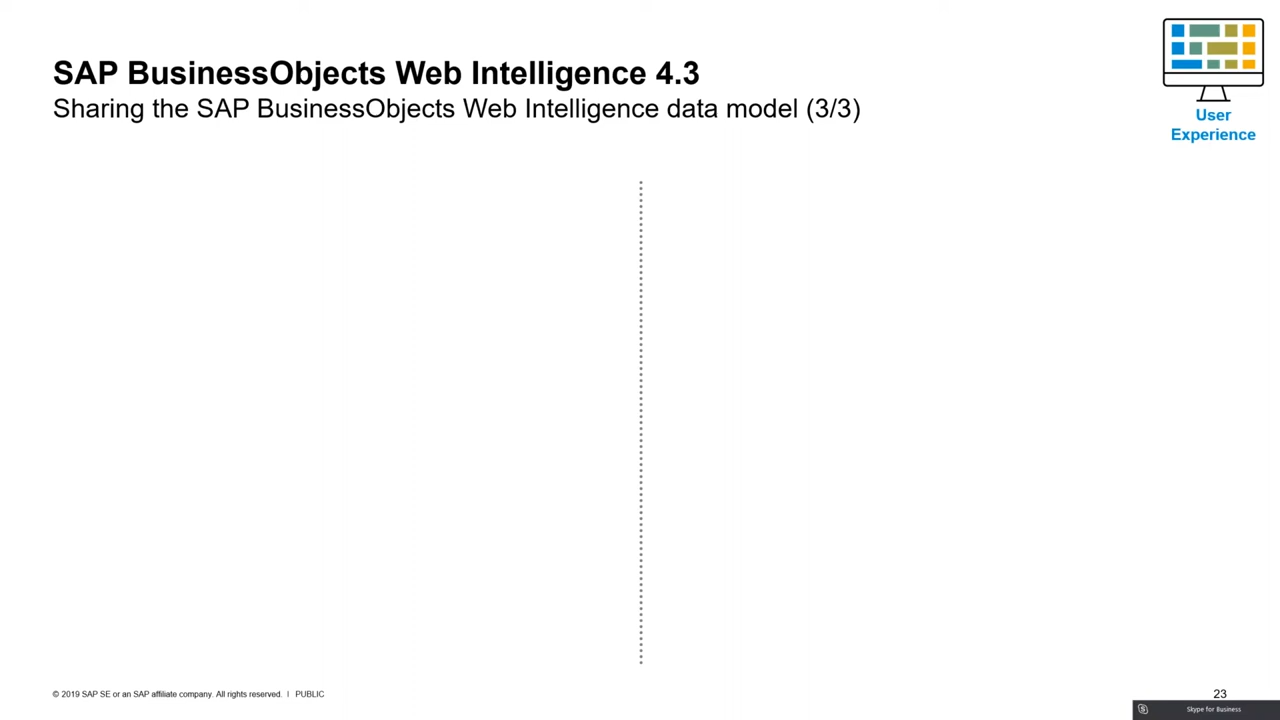 SAP BusinessObjects Web Intelligence 4.3
Sharing the SAP BusinessObjects Web Intelligence data model (3/3)
User
Experience
© 2019 SAP SE or an SAP affiliate company. All rights reserved. I PUBLIC
23
Skype for Business